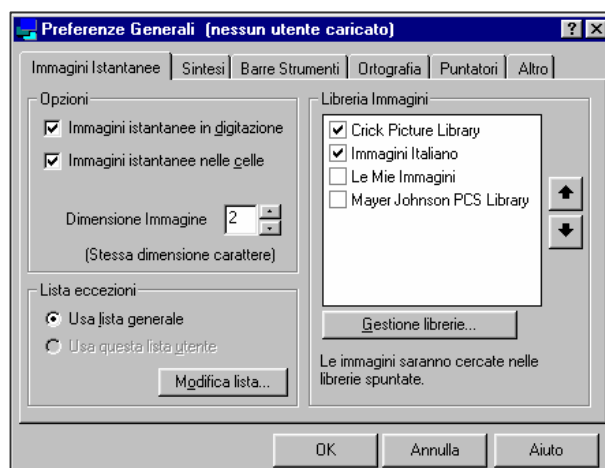 Preferenze Generali (nessun utente caricato)
Immagini Istantanee
Sintesi
Barre Strumenti
Ortografia
Puntatori
Altro
Opzioni
Immagini istantanee in digitazione
Immagini istantanee nelle celle
Dimensione Immagine 2
(Stessa dimensione carattere)
Lista eccezioni
Usa lista generale
Usa questa lista utente
Modifica lista...
Libreria Immagini
Crick Picture Library
Immagini Italiano
Le Mie Immagini
Mayer Johnson PCS Library
Gestione librerie...
Le immagini saranno cercate nelle
librerie spuntate.
OK
Annulla
Aiuto